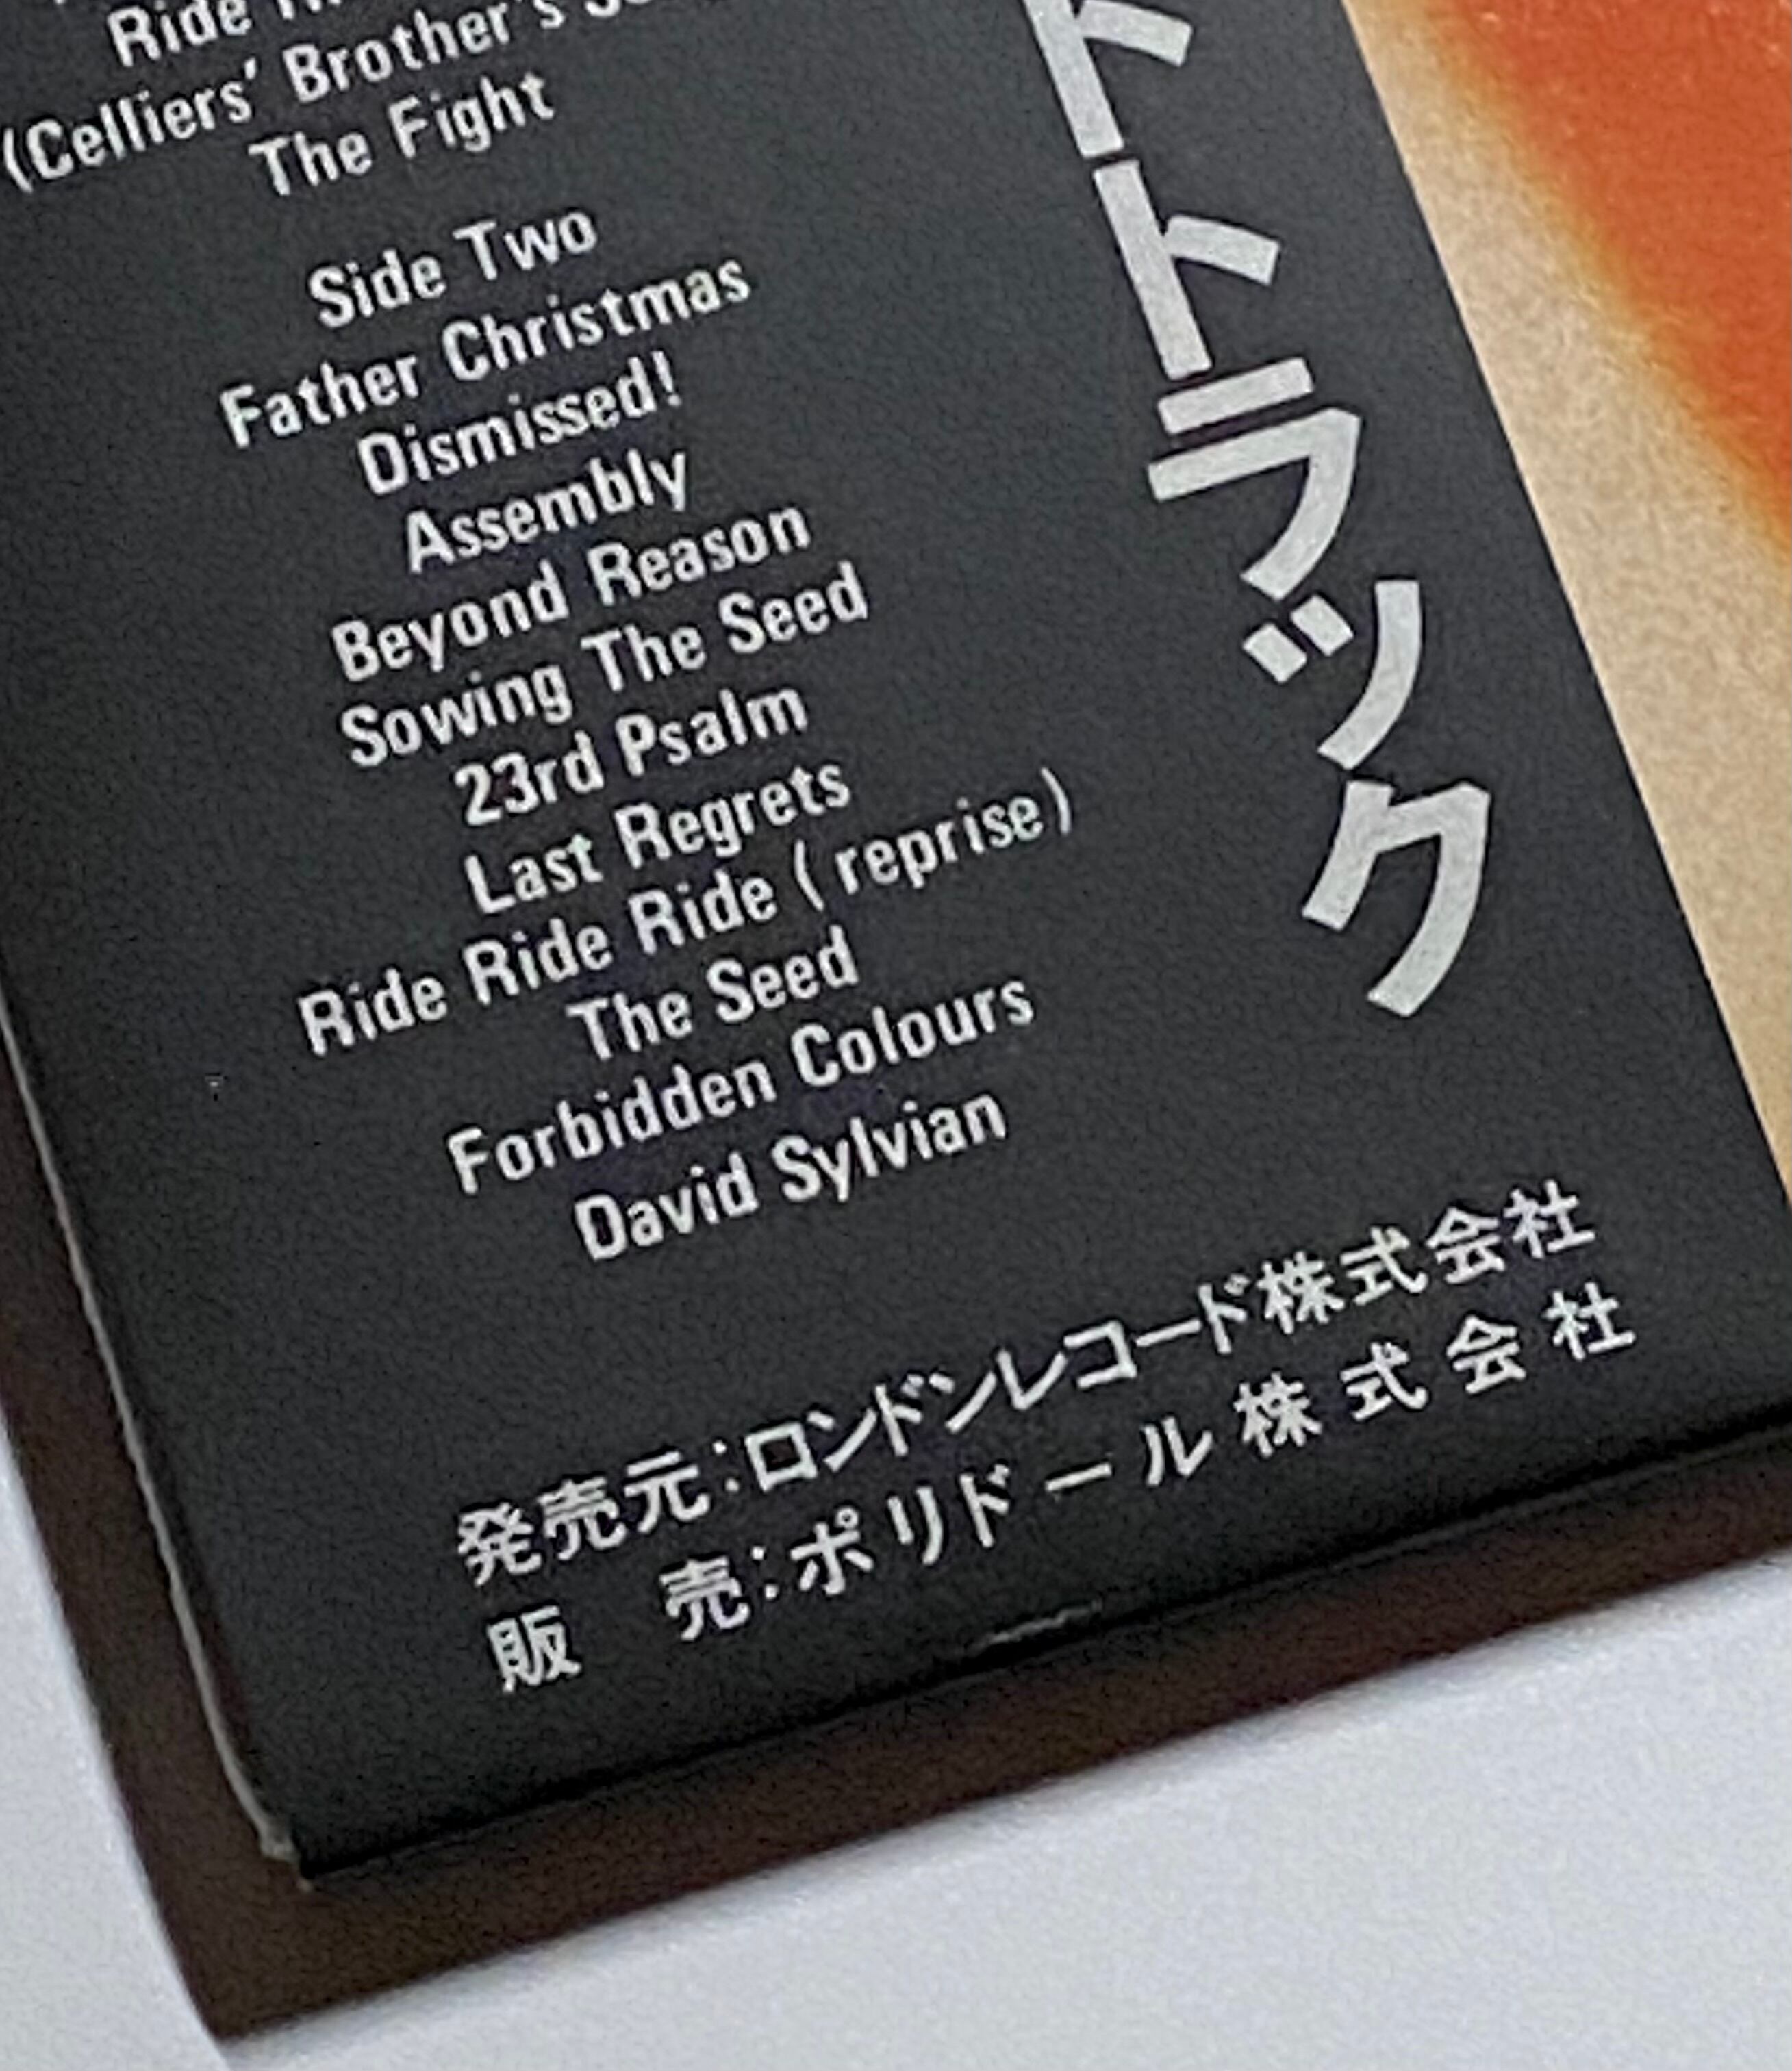 Ride
(Celliers' Brother's
The Fight
Side Two
Father Christmas
Dismissed!
Assembly
Beyond Reason
Sowing The Seed
23rd Psalm
Last Regrets
Ride Ride Ride (reprise)
The Seed
Forbidden Colours
David Sylvian
ドトラック
発売元:ロンドンレコード株式会社
販 売:ポリドール株式会社